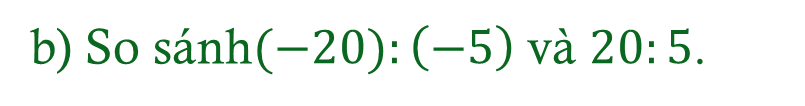 b) So sánh(−20): (−5) và 20: 5.